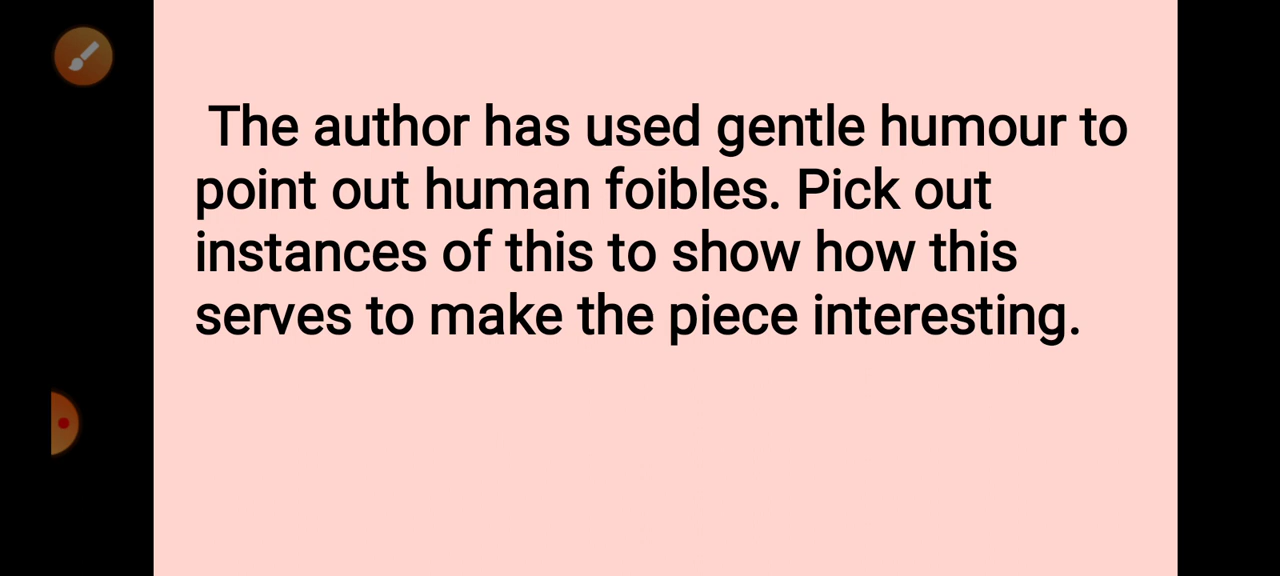 The author has used gentle humour to
point out human foibles. Pick out
instances of this to show how this
serves to make the piece interesting.